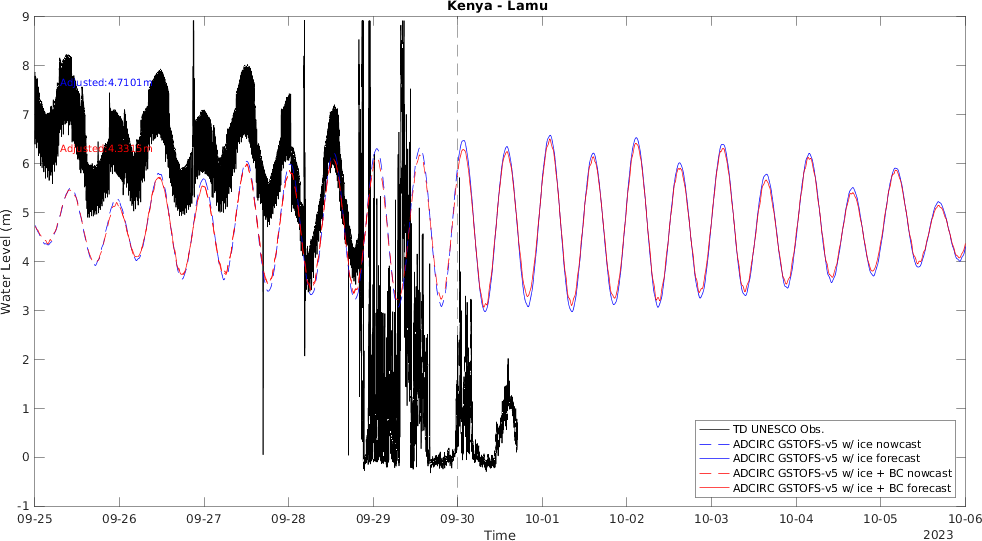 Kenya - Lamu
9
8
7
6
5
4
3
2
1
0
-1
Water Level (m)
Adjusted:4.7101m
TD UNESCO Obs.
ADCIRC GSTOFS-v5 w/ ice nowcast
ADCIRC GSTOFS-v5 w/ ice forecast
ADCIRC GSTOFS-v5 w/ ice + BC nowcast
ADCIRC GSTOFS-v5 w/ ice + BC forecast
09-25 09-26 09-27 09-28 09-29 09-30 10-01 10-02 10-03 10-04 10-05 10-06
Time
2023